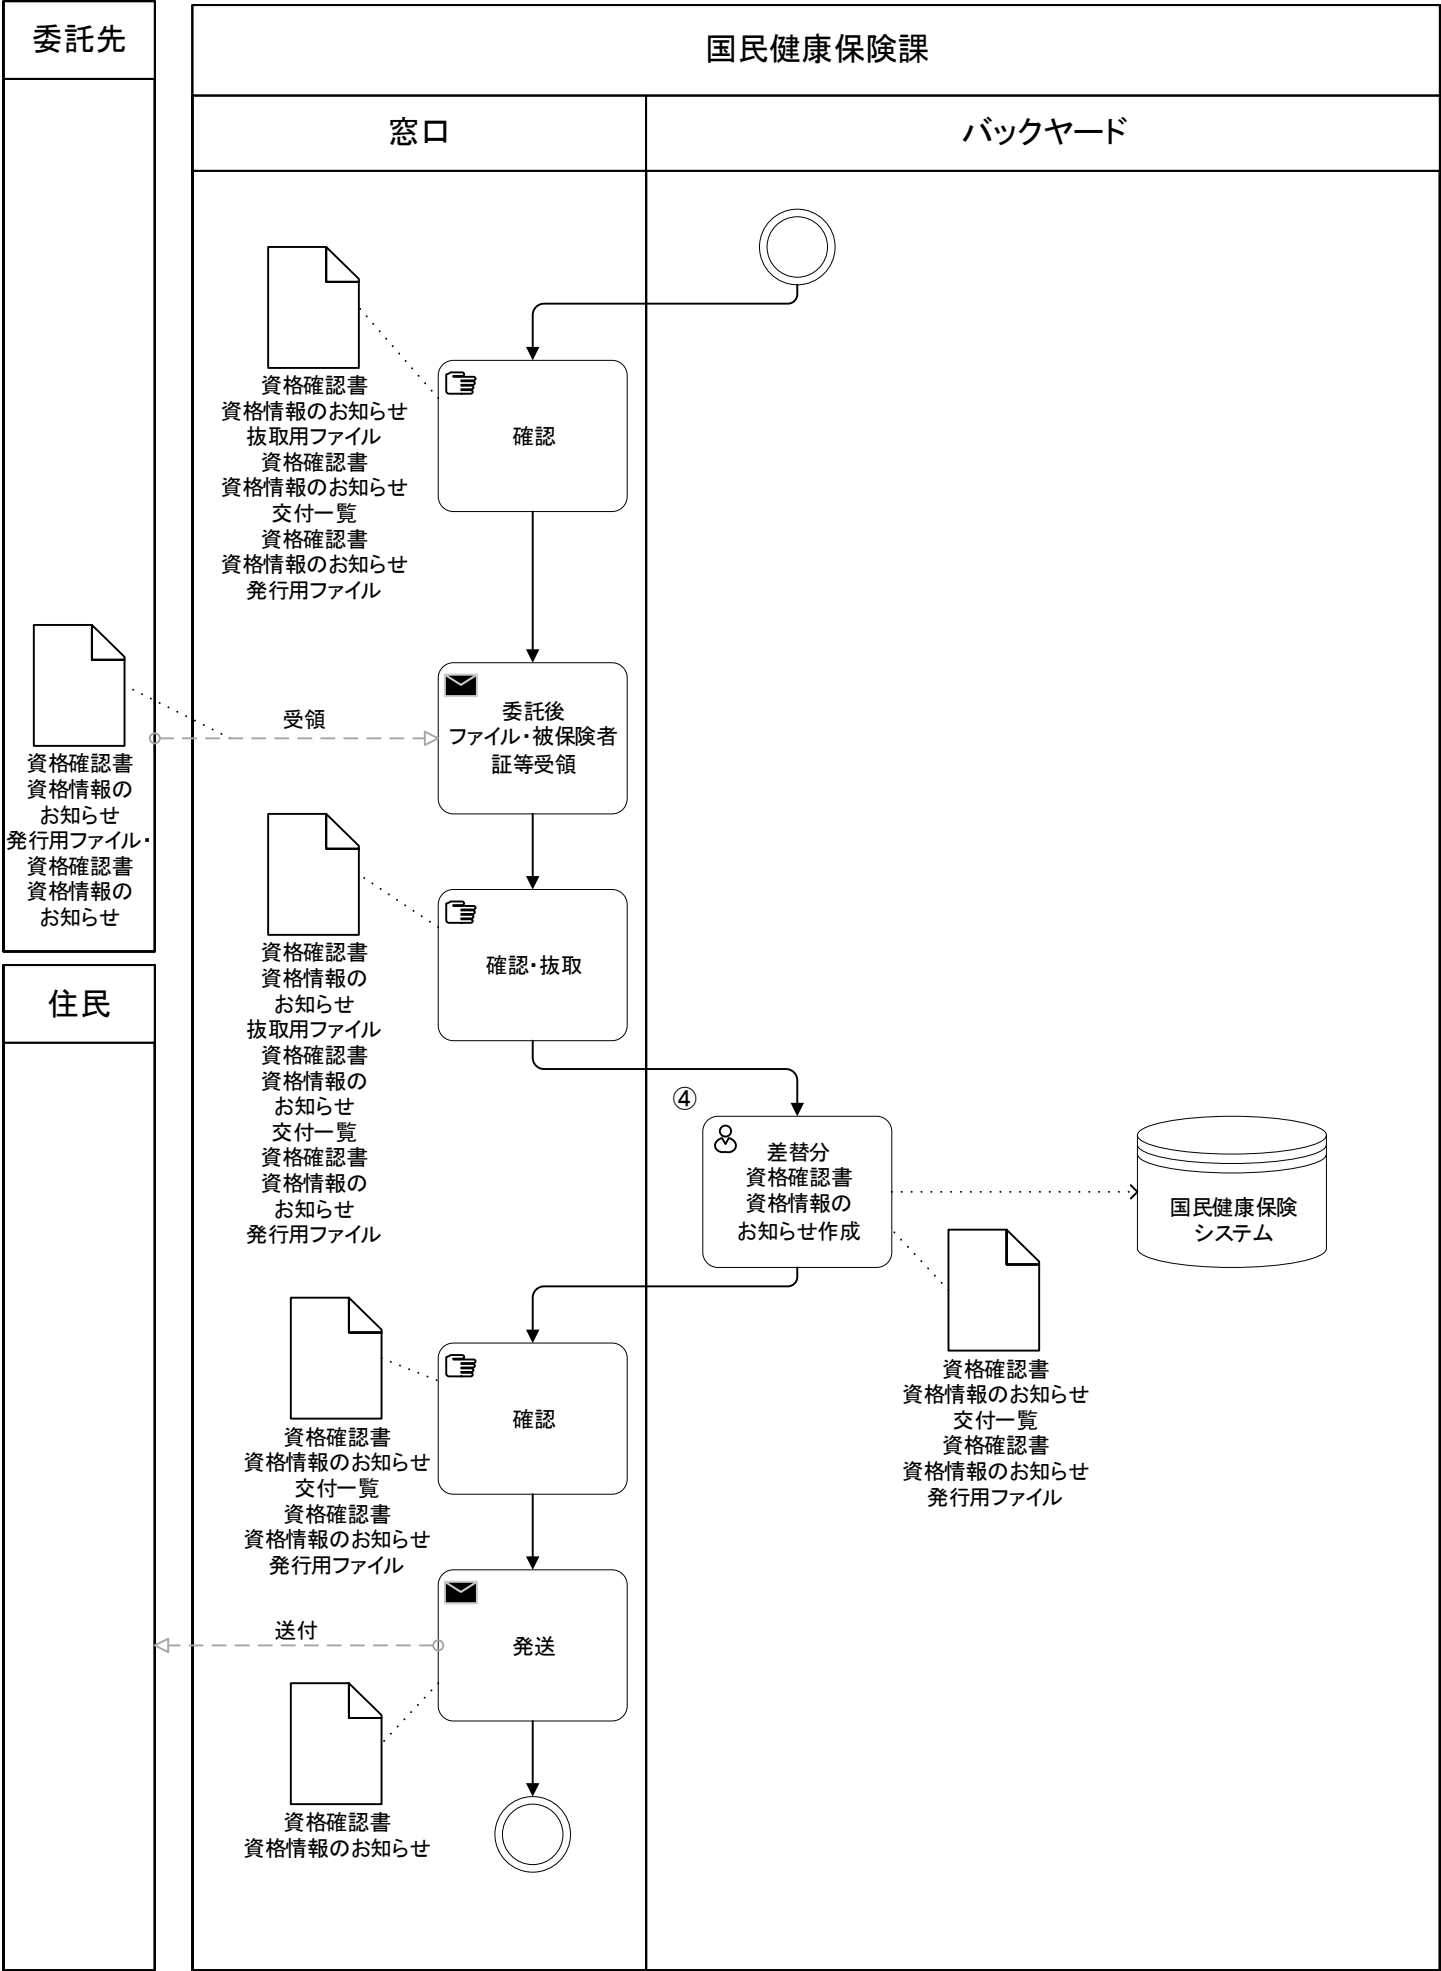 委託先
国民健康保険課
窓口
バックヤード
資格確認書
資格情報のお知らせ
抜取用ファイル
資格確認書
資格情報のお知らせ
交付一覧
資格確認書
資格情報のお知らせ
発行用ファイル
確認
資格確認書
資格情報の
お知らせ
発行用ファイル・
資格確認書
資格情報の
お知らせ
受領
委託後
ファイル・被保険者
証等受領
資格確認書
資格情報の
お知らせ
抜取用ファイル
資格確認書
資格情報の
お知らせ
交付一覧
資格確認書
資格情報の
お知らせ
発行用ファイル
確認・抜取
住民
④
差替分
資格確認書
資格情報の
お知らせ作成
国民健康保険
システム
資格確認書
資格情報のお知らせ
交付一覧
資格確認書
資格情報のお知らせ
発行用ファイル
資格確認書
資格情報のお知らせ
交付一覧
資格確認書
資格情報のお知らせ
発行用ファイル
確認
送付
発送
資格確認書
資格情報のお知らせ